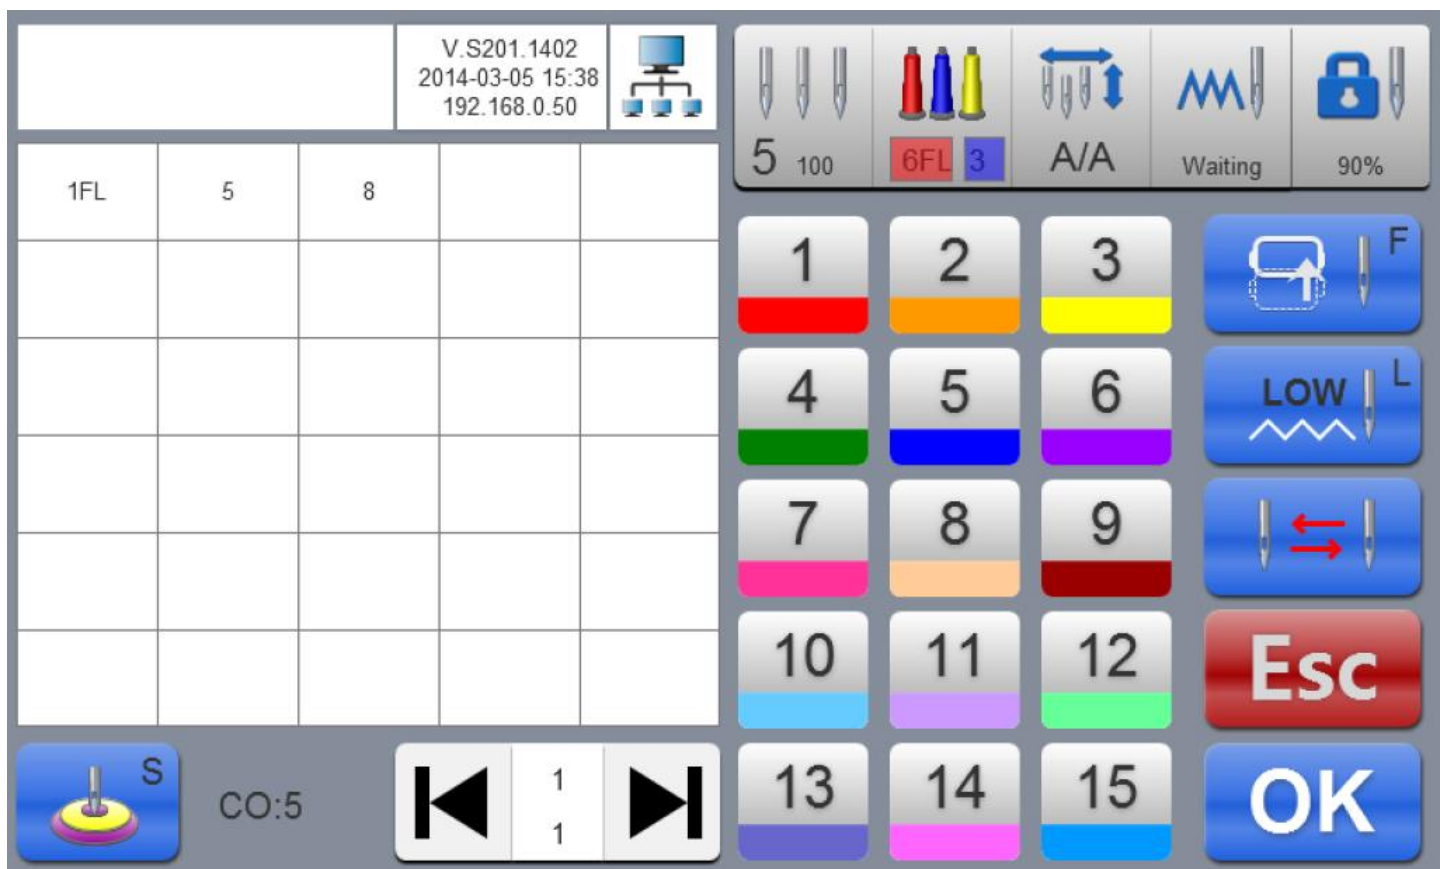 V.S201.1402
2014-03-05 15:38
192.168.0.50
5 100
6FL 3
A/A
Waiting
90%
1FL 5 8
1 2 3
F
4 5 6
LOW L
7 8 9
10 11 12
Esc
S
CO:5
1
1
13 14 15
OK